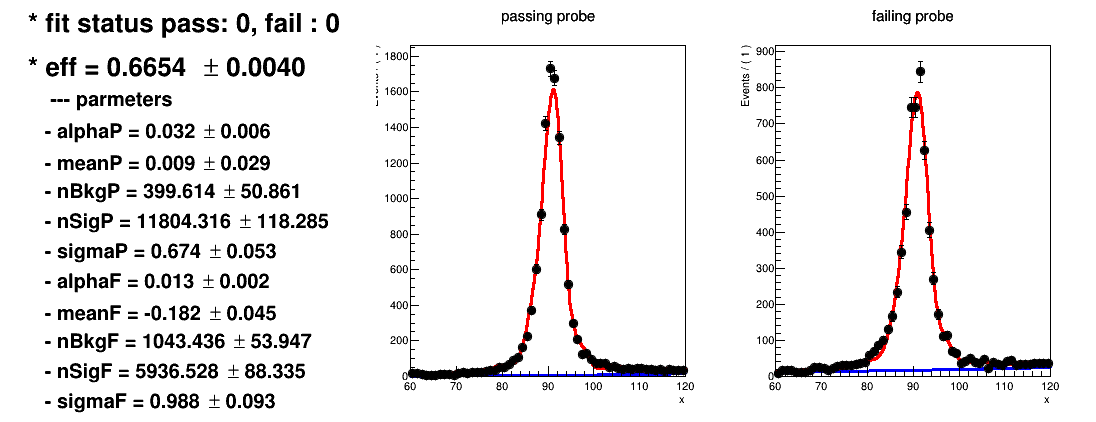 * fit status pass: 0, fail : 0
* eff = 0.6654 ± 0.0040
--- parmeters
- alphaP = 0.032 ± 0.006
- meanP = 0.009 ± 0.029
- nBkgP = 399.614 ± 50.861
- nSigP = 11804.316 ± 118.285
- sigmaP = 0.674 ± 0.053
- alphaF = 0.013 ± 0.002
- meanF = -0.182 ± 0.045
- nBkgF = 1043.436 ± 53.947
- nSigF = 5936.528 ± 88.335
- sigmaF = 0.988 ± 0.093
passing probe
1800
1600
1400
1200
1000
800
600
400
200
0
60 70 80 90 100 110 120
x
failing probe
Events / ( 1 )
900
800
700
600
500
400
300
200
100
0
60 70 80 90 100 110 120
x